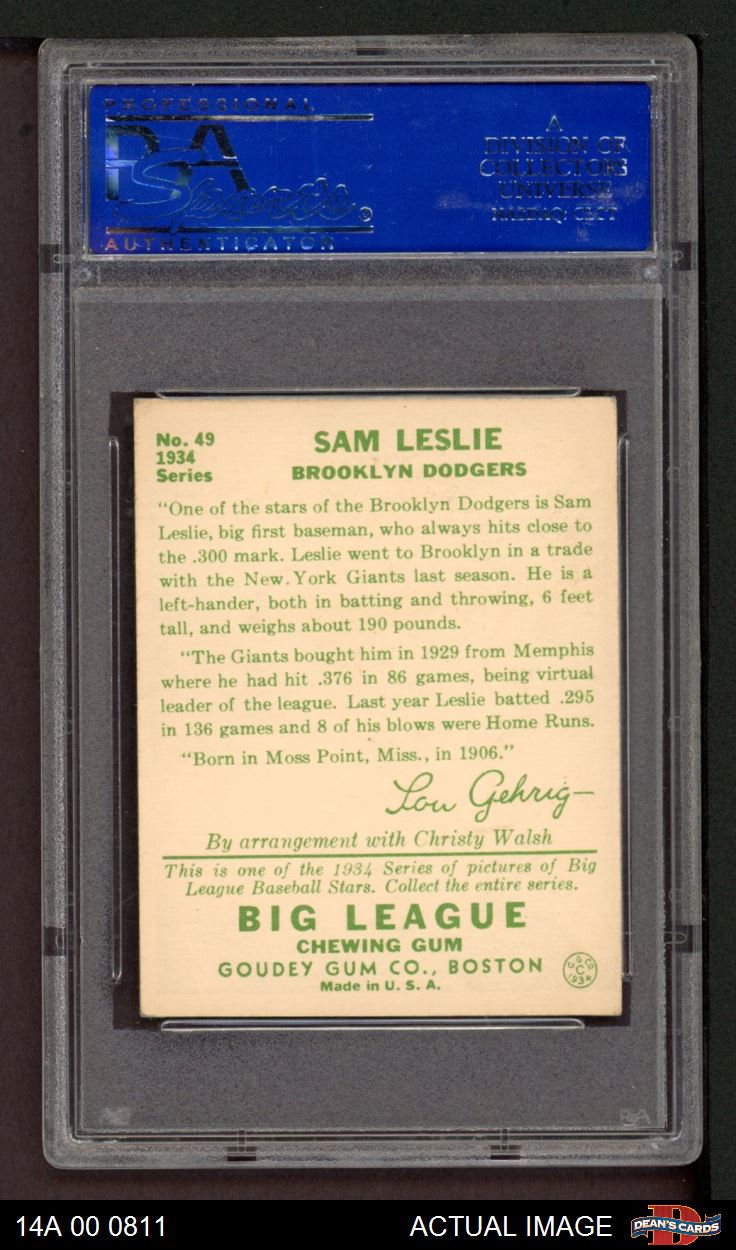 PROFESSIONAL
PSA
Sports ®
AUTHENTICATOR
A
DIVISION OF
COLLECTORS
UNIVERSE
NASDAQ: CLCT
No. 49
1934
Series
SAM LESLIE
BROOKLYN DODGERS
"One of the stars of the Brooklyn Dodgers is Sam
Leslie, big first baseman, who always hits close to
the .300 mark. Leslie went to Brooklyn in a trade
with the New York Giants last season. He is a
left-hander, both in batting and throwing, 6 feet
tall, and weighs about 190 pounds.
"The Giants bought him in 1929 from Memphis
where he had hit .376 in 86 games, being virtual
leader of the league. Last year Leslie batted .295
in 136 games and 8 of his blows were Home Runs.
"Born in Moss Point, Miss., in 1906."
Lou Gehrig
By arrangement with Christy Walsh
This is one of the 1934 Series of pictures of Big
League Baseball Stars. Collect the entire series.
BIG LEAGUE
CHEWING GUM
GOUDEY GUM CO., BOSTON
Made in U. S. A.
G. G. CO.
C
1934
PSA
14A 00 0811
ACTUAL IMAGE
DEAN'S CARDS